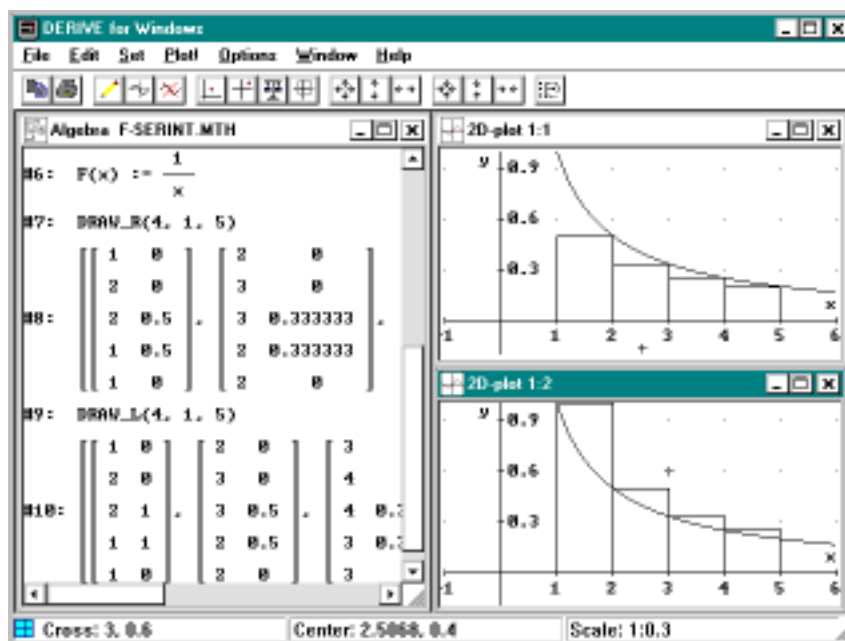 DERIVE for Windows
File Edit Set Plot! Options Window Help
Algebra F-SERINT.MTH
#6: F(x) := 1
x
#7: DRAW_R(4, 1, 5)
1 0 2 0
2 0 3 0
#8: 2 0.5 , 3 0.333333 ,
1 0.5 2 0.333333
1 0 2 0
#9: DRAW_L(4, 1, 5)
1 0 2 0 3
2 0 3 0 4
#10: 2 1 , 3 0.5 , 4 0.3
1 1 2 0.5 3 0.3
1 0 2 0 3
2D-plot 1:1
y 0.9
0.6
0.3
x
-1 1 2 3 4 5 6
2D-plot 1:2
y 0.9
0.6
0.3
x
-1 1 2 3 4 5 6
Cross: 3, 0.6 Center: 2.5068, 0.4 Scale: 1:0.3